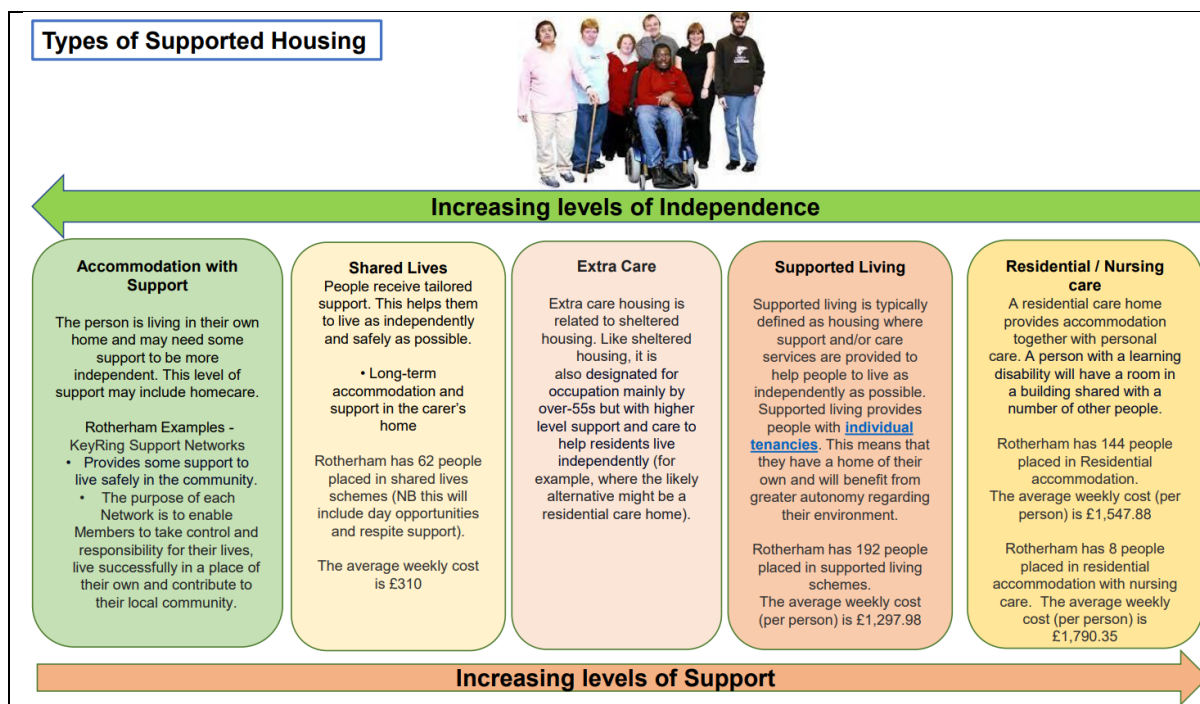 Types of Supported Housing
Increasing levels of Independence
Accommodation with
Support
The person is living in their own
home and may need some
support to be more
independent. This level of
support may include homecare.
Rotherham Examples -
KeyRing Support Networks
• Provides some support to
live safely in the community.
• The purpose of each
Network is to enable
Members to take control and
responsibility for their lives,
live successfully in a place of
their own and contribute to
their local community.
Shared Lives
People receive tailored
support. This helps them
to live as independently
and safely as possible.
• Long-term
accommodation and
support in the carer's
home
Rotherham has 62 people
placed in shared lives
schemes (NB this will
include day opportunities
and respite support).
The average weekly cost
is £310
Extra Care
Extra care housing is
related to sheltered
housing. Like sheltered
housing, it is
also designated for
occupation mainly by
over-55s but with higher
level support and care to
help residents live
independently (for
example, where the likely
alternative might be a
residential care home).
Supported Living
Supported living is typically
defined as housing where
support and/or care
services are provided to
help people to live as
independently as possible.
Supported living provides
people with individual
tenancies. This means that
they have a home of their
own and will benefit from
greater autonomy regarding
their environment.
Rotherham has 192 people
placed in supported living
schemes.
The average weekly cost
(per person) is £1,297.98
Residential / Nursing
care
A residential care home
provides accommodation
together with personal
care. A person with a learning
disability will have a room in
a building shared with a
number of other people.
Rotherham has 144 people
placed in Residential
accommodation.
The average weekly cost (per
person) is £1,547.88
Rotherham has 8 people
placed in residential
accommodation with nursing
care. The average weekly
cost (per person) is
£1,790.35
Increasing levels of Support